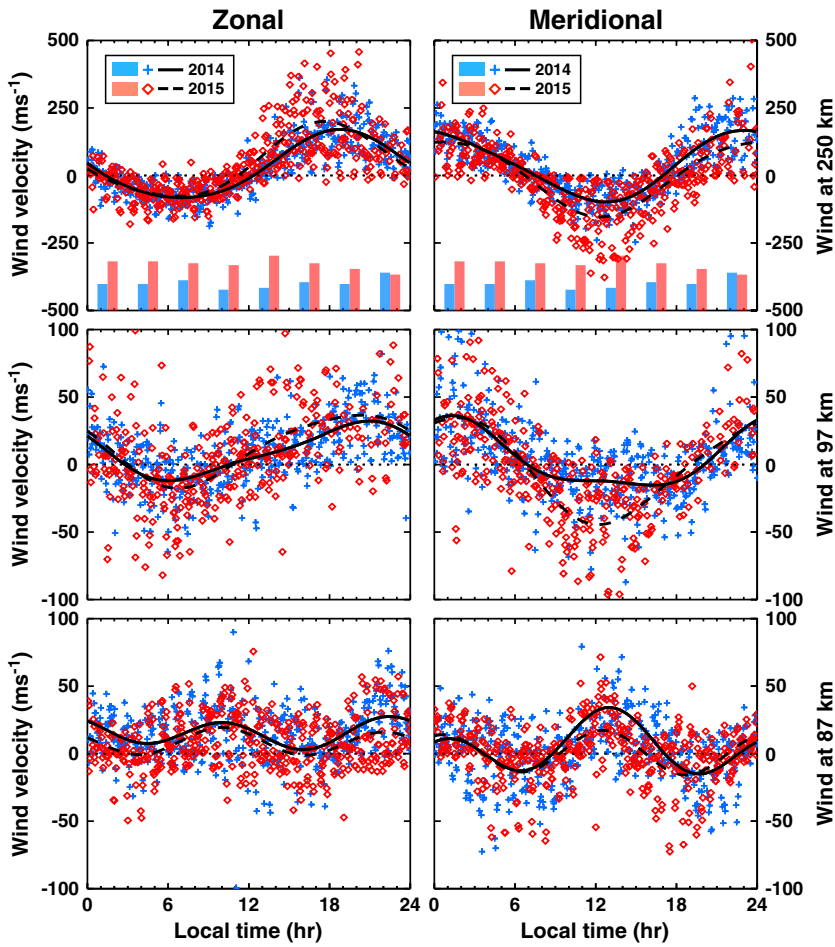 Zonal
Meridional
500
250
0
-250
-500
Wind velocity (ms⁻¹)
2014
2015
2014
2015
500
250
0
-250
-500
Wind at 250 km
100
50
0
-50
-100
Wind velocity (ms⁻¹)
100
50
0
-50
-100
Wind at 97 km
100
50
0
-50
-100
Wind velocity (ms⁻¹)
100
50
0
-50
-100
Wind at 87 km
0 6 12 18 24
6 12 18 24
Local time (hr)
Local time (hr)